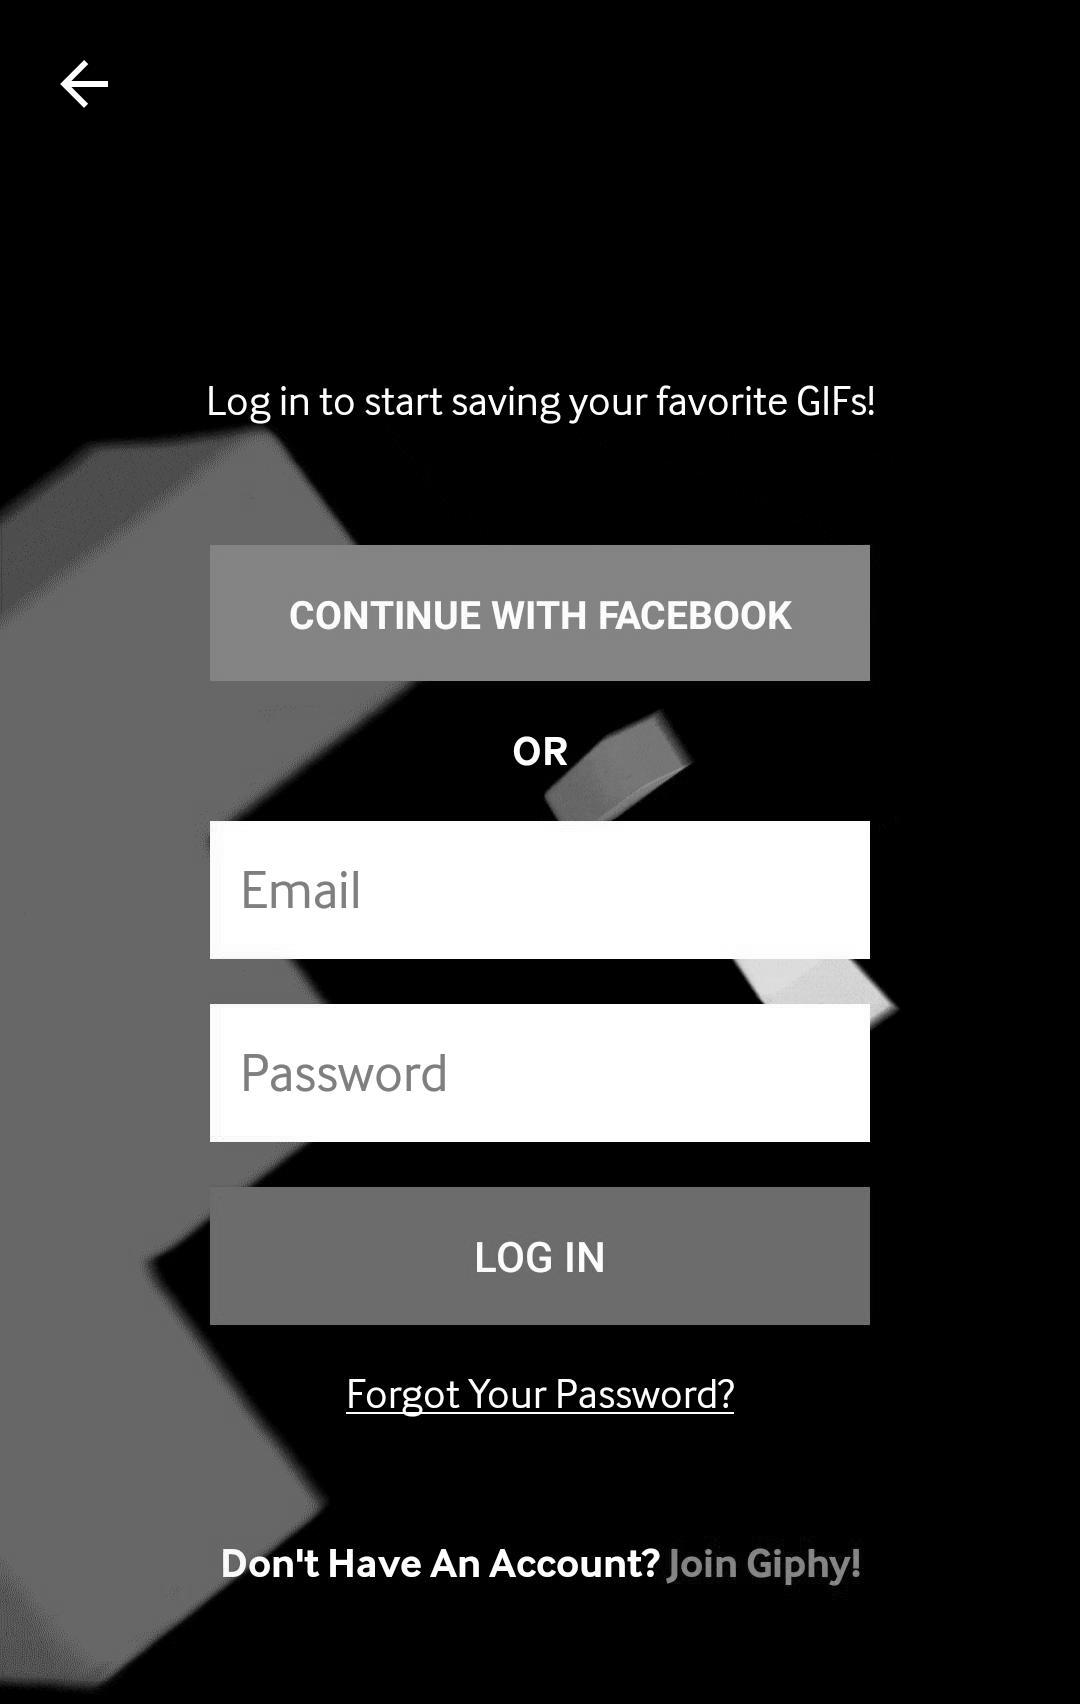 Log in to start saving your favorite GIFs!
CONTINUE WITH FACEBOOK
OR
Email
Password
LOG IN
Forgot Your Password?
Don't Have An Account? Join Giphy!